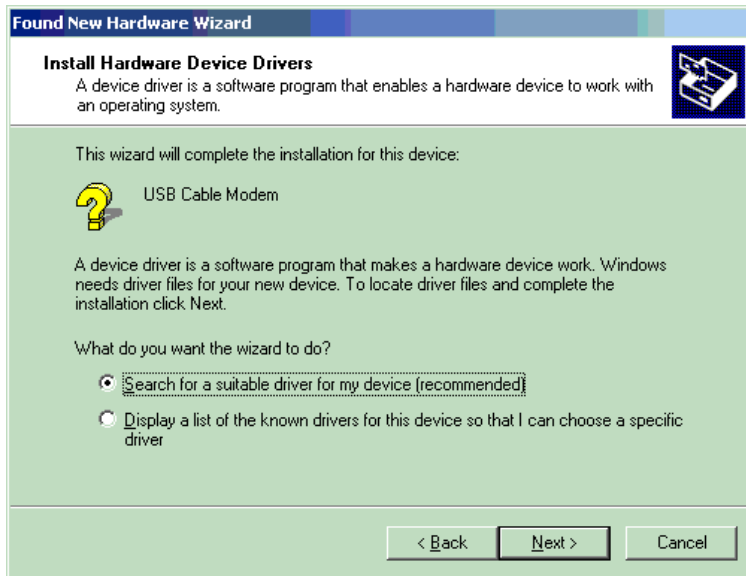 Found New Hardware Wizard
Install Hardware Device Drivers
A device driver is a software program that enables a hardware device to work with
an operating system.
This wizard will complete the installation for this device:
USB Cable Modem
A device driver is a software program that makes a hardware device work. Windows
needs driver files for your new device. To locate driver files and complete the
installation click Next.
What do you want the wizard to do?
Search for a suitable driver for my device (recommended)
Display a list of the known drivers for this device so that I can choose a specific
driver
< Back Next > Cancel